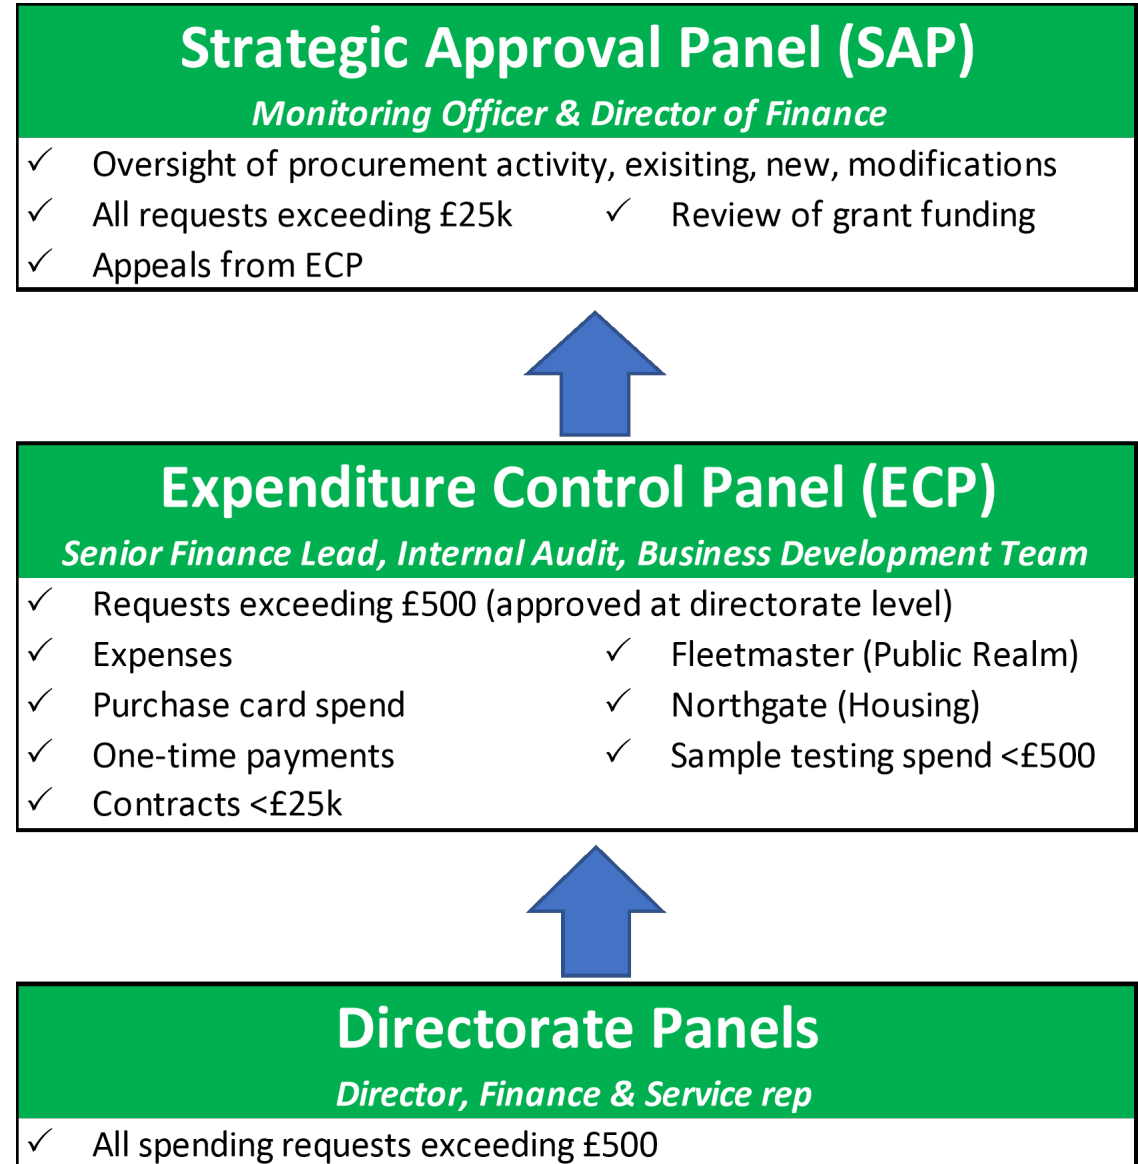 Strategic Approval Panel (SAP)
Monitoring Officer & Director of Finance
✓ Oversight of procurement activity, exisiting, new, modifications
✓ All requests exceeding £25k ✓ Review of grant funding
✓ Appeals from ECP
Expenditure Control Panel (ECP)
Senior Finance Lead, Internal Audit, Business Development Team
✓ Requests exceeding £500 (approved at directorate level)
✓ Expenses ✓ Fleetmaster (Public Realm)
✓ Purchase card spend ✓ Northgate (Housing)
✓ One-time payments ✓ Sample testing spend <£500
✓ Contracts <£25k
Directorate Panels
Director, Finance & Service rep
✓ All spending requests exceeding £500